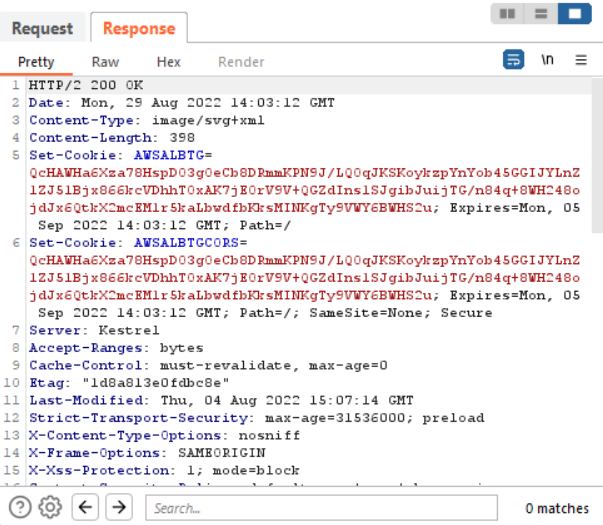 Request Response
Pretty Raw Hex Render \n
1 HTTP/2 200 OK
2 Date: Mon, 29 Aug 2022 14:03:12 GMT
3 Content-Type: image/svg+xml
4 Content-Length: 398
5 Set-Cookie: AWSALBTG=
QcHAWHa6Xza78HspD03g0eCb8DRmmKPN9J/LQ0qJKSKoykzpYnYob45GGIJYLnZ
lZJ5lBjx866kcVDhhT0xAK7jE0rV9V+QGZdInslSJgibJuijTG/n84q+8WH248o
jdJx6QtkX2mcEMlr5kaLbwdfbKksMINKgTy9VWY6BWHS2u; Expires=Mon, 05
Sep 2022 14:03:12 GMT; Path=/
6 Set-Cookie: AWSALBTGCORS=
QcHAWHa6Xza78HspD03g0eCb8DRmmKPN9J/LQ0qJKSKoykzpYnYob45GGIJYLnZ
lZJ5lBjx866kcVDhhT0xAK7jE0rV9V+QGZdInslSJgibJuijTG/n84q+8WH248o
jdJx6QtkX2mcEMlr5kaLbwdfbKksMINKgTy9VWY6BWHS2u; Expires=Mon, 05
Sep 2022 14:03:12 GMT; Path=/; SameSite=None; Secure
7 Server: Kestrel
8 Accept-Ranges: bytes
9 Cache-Control: must-revalidate, max-age=0
10 Etag: "1d8a813e0fdbc8e"
11 Last-Modified: Thu, 04 Aug 2022 15:07:14 GMT
12 Strict-Transport-Security: max-age=31536000; preload
13 X-Content-Type-Options: nosniff
14 X-Frame-Options: SAMEORIGIN
15 X-Xss-Protection: 1; mode=block
Search... 0 matches